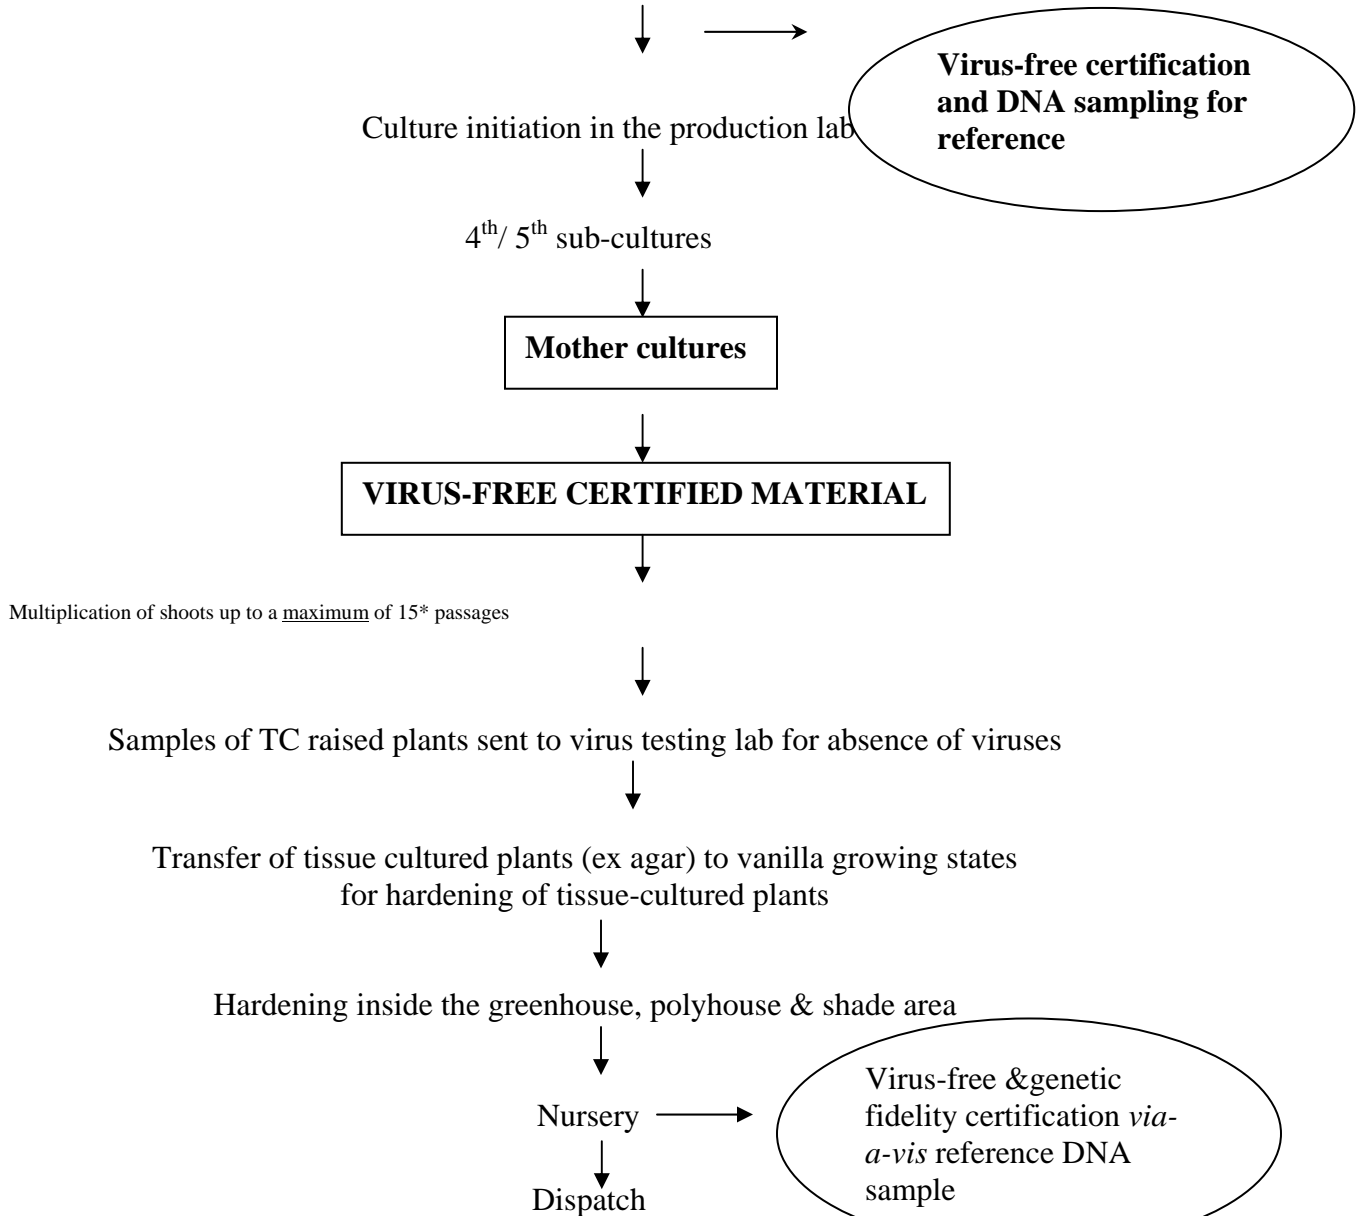 Virus-free certification
and DNA sampling for
reference
Culture initiation in the production lab
4th/ 5th sub-cultures
Mother cultures
VIRUS-FREE CERTIFIED MATERIAL
Multiplication of shoots up to a maximum of 15* passages
Samples of TC raised plants sent to virus testing lab for absence of viruses
Transfer of tissue cultured plants (ex agar) to vanilla growing states
for hardening of tissue-cultured plants
Hardening inside the greenhouse, polyhouse & shade area
Nursery
Virus-free &genetic
fidelity certification via-
a-vis reference DNA
sample
Dispatch